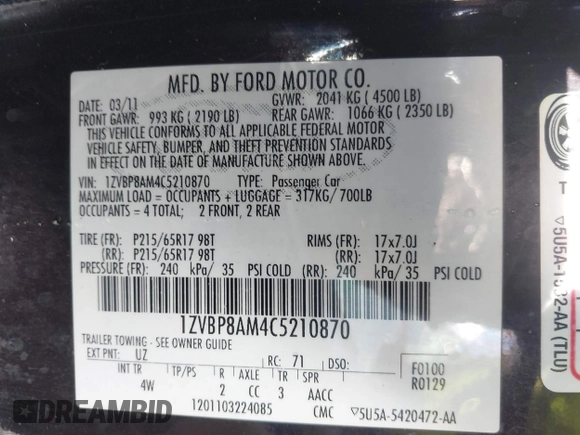 MFD. BY FORD MOTOR CO.
DATE: 03/11 GVWR: 2041 KG ( 4500 LB)
FRONT GAWR: 993 KG ( 2190 LB) REAR GAWR: 1066 KG ( 2350 LB)
THIS VEHICLE CONFORMS TO ALL APPLICABLE FEDERAL MOTOR
VEHICLE SAFETY, BUMPER, AND THEFT PREVENTION STANDARDS
IN EFFECT ON THE DATE OF MANUFACTURE SHOWN ABOVE.
VIN: 1ZVBP8AM4C5210870 TYPE: Passenger Car
MAXIMUM LOAD = OCCUPANTS + LUGGAGE = 317KG/ 700LB
OCCUPANTS = 4 TOTAL; 2 FRONT, 2 REAR
TIRE (FR): P215/65R17 98T RIMS (FR): 17x7.0J
(RR): P215/65R17 98T (RR): 17x7.0J
PRESSURE (FR): 240 kPa/ 35 PSI COLD (RR): 240 kPa/ 35 PSI COLD
1ZVBP8AM4C5210870
TRAILER TOWING - SEE OWNER GUIDE
EXT PNT: UZ RC: 71 DSO: F0100
INT TR TP/PS R AXLE TR SPR R0129
4W 2 CC 3 AACC
1201103224085 CMC ▽5U5A-5420472-AA
(TLU)
DREAMBID